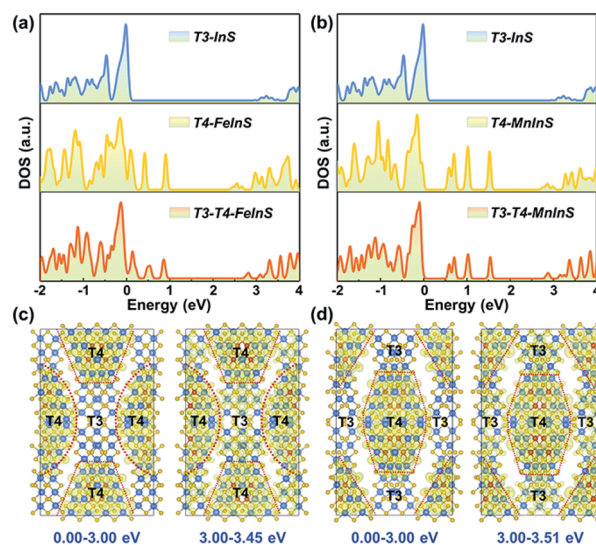 (a)
T3-InS
T4-FeInS
T3-T4-FeInS
DOS (a.u.)
-2 -1 0 1 2 3 4
Energy (eV)
(b)
T3-InS
T4-MnInS
T3-T4-MnInS
DOS (a.u.)
-2 -1 0 1 2 3 4
Energy (eV)
(c)
T4
T4 T3 T4
T4
0.00-3.00 eV
T4
T4 T3 T4
T4
3.00-3.45 eV
(d)
T3
T3 T4 T3
T3
0.00-3.00 eV
T3
T4 T3
T3
3.00-3.51 eV